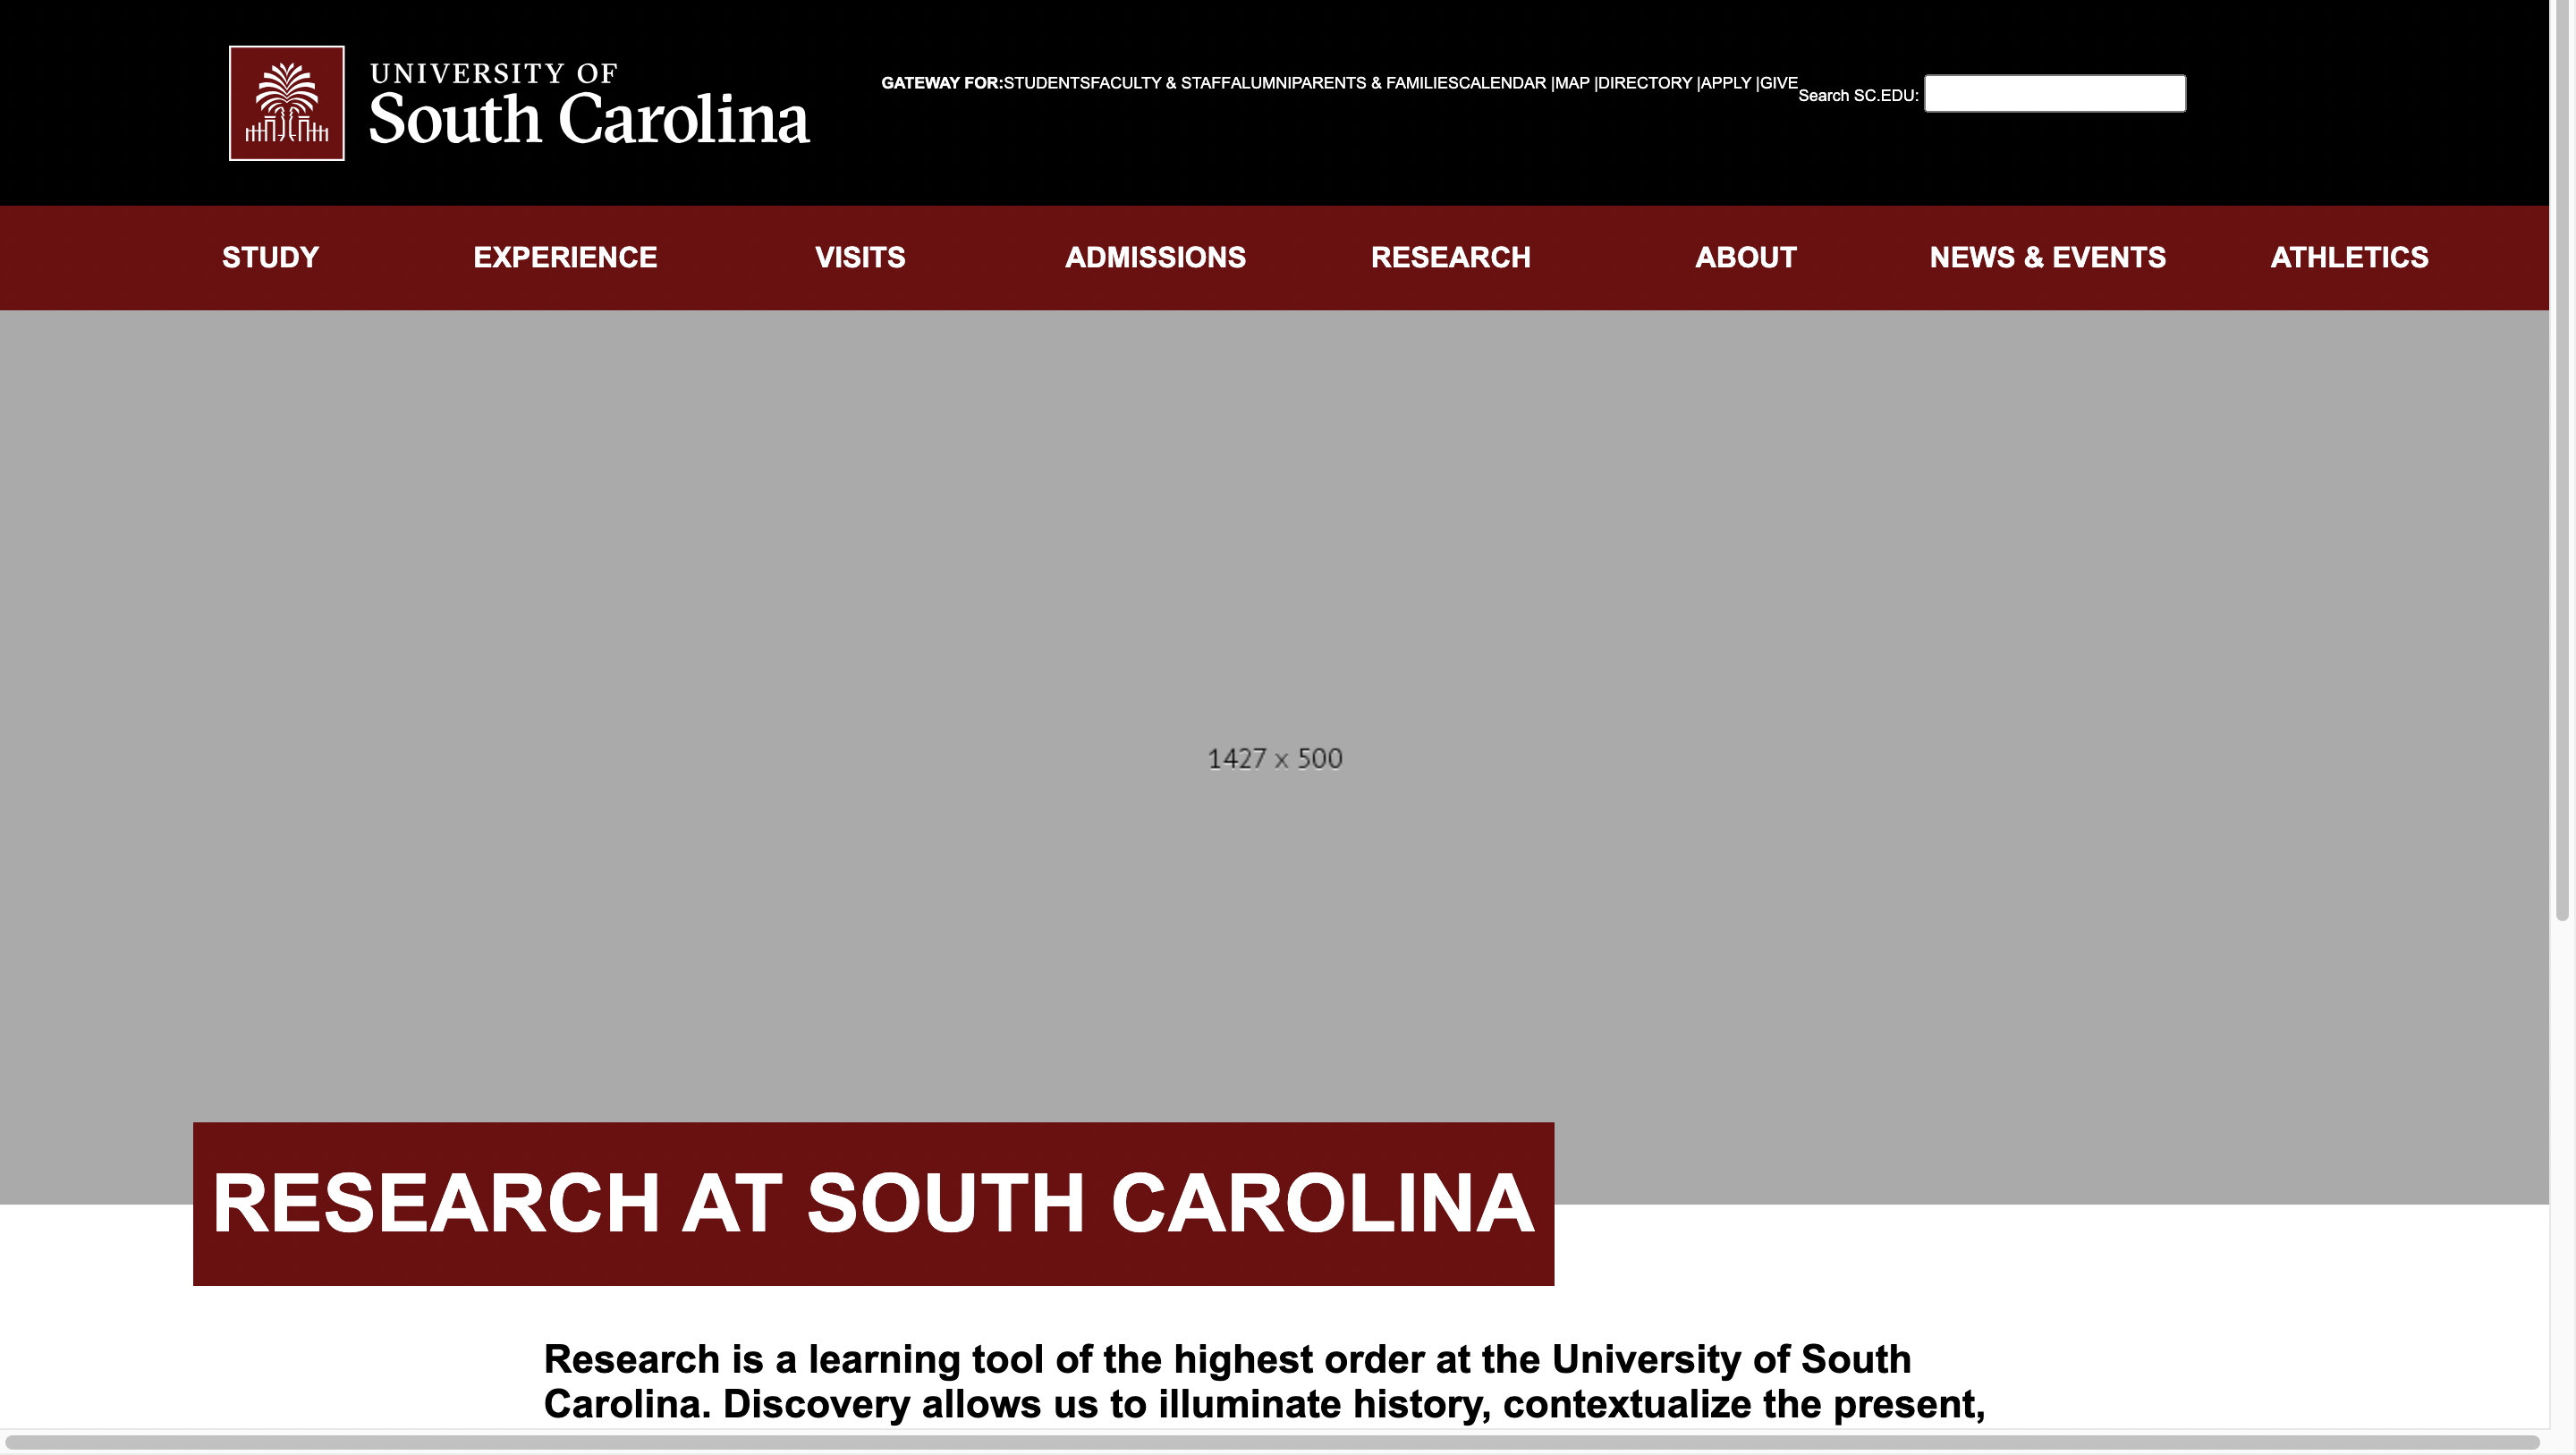 UNIVERSITY OF
South Carolina
GATEWAY FOR:STUDENTSFACULTY & STAFFALUMNIPARENTS & FAMILIESCALENDAR |MAP |DIRECTORY |APPLY |GIVE
Search SC.EDU:
STUDY EXPERIENCE VISITS ADMISSIONS RESEARCH ABOUT NEWS & EVENTS ATHLETICS
1427 x 500
RESEARCH AT SOUTH CAROLINA
Research is a learning tool of the highest order at the University of South
Carolina. Discovery allows us to illuminate history, contextualize the present,